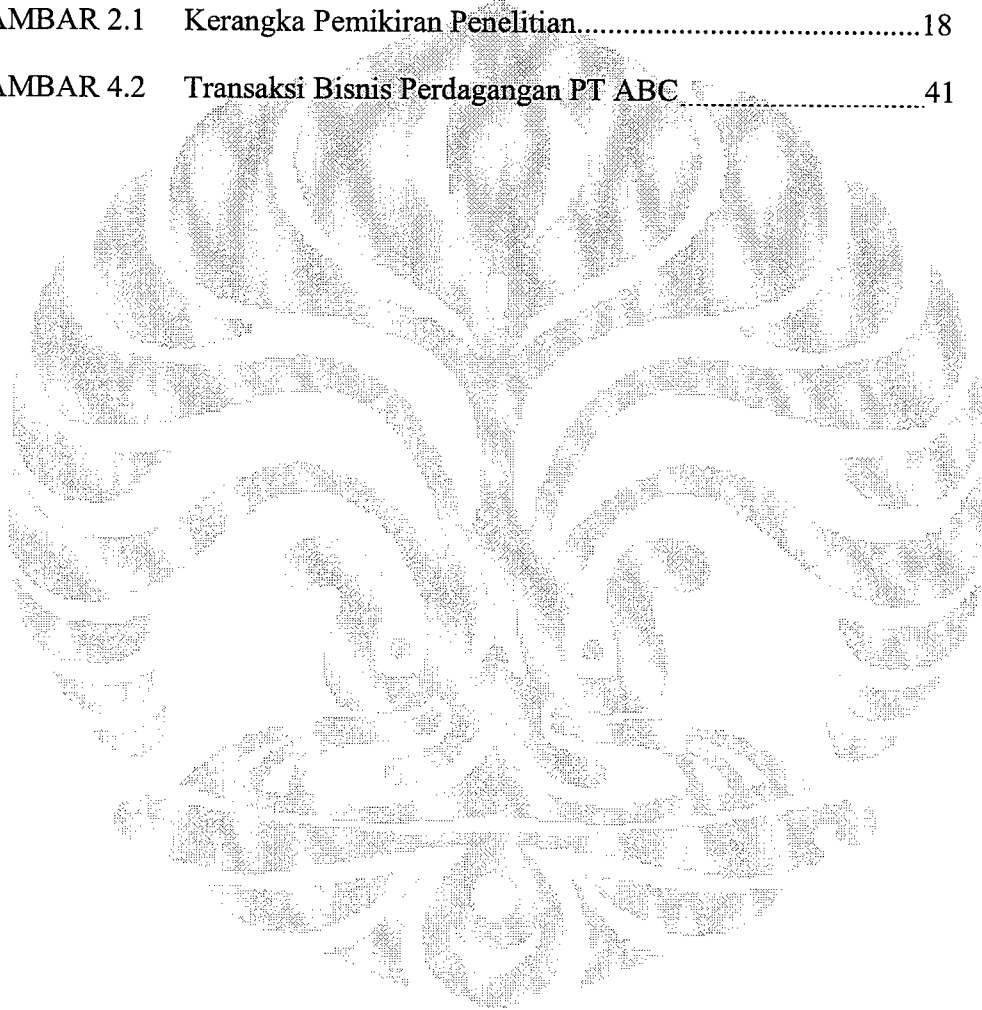 AMBAR 2.1 Kerangka Pemikiran Penelitian............................................18
AMBAR 4.2 Transaksi Bisnis Perdagangan PT ABC..............................41